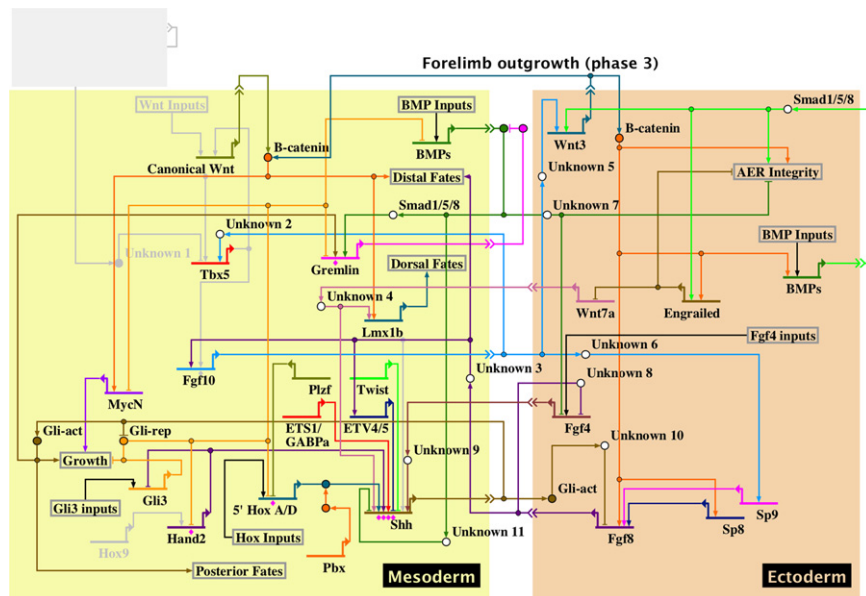 Forelimb outgrowth (phase 3)
Wnt Inputs
BMP Inputs
Smad1/5/8
B-catenin
B-catenin
Canonical Wnt
BMPs
Wnt3
Unknown 5
AER Integrity
Distal Fates
Smad1/5/8
Unknown 7
Unknown 2
Unknown 1
BMP Inputs
Tbx5
Gremlin
Dorsal Fates
Unknown 4
BMPs
Wnt7a
Engrailed
Lmx1b
Fgf4 inputs
Unknown 6
Unknown 3
Unknown 8
Fgf10
Plzf
Twist
MycN
ETS1/
GABPa
ETV4/5
Fgf4
Gli-act
Gli-rep
Unknown 9
Unknown 10
Growth
Gli-act
Gli3
Gli3 inputs
5' Hox A/D
Shh
Sp9
Hox9
Hand2
Hox Inputs
Unknown 11
Fgf8
Sp8
Pbx
Posterior Fates
Mesoderm
Ectoderm